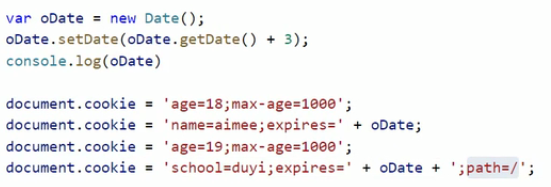 var oDate = new Date();
oDate.setDate(oDate.getDate() + 3);
console.log(oDate)
document.cookie = 'age=18;max-age=1000';
document.cookie = 'name=aimee;expires=' + oDate;
document.cookie = 'age=19;max-age=1000';
document.cookie = 'school=duyi;expires=' + oDate + ';path=/';